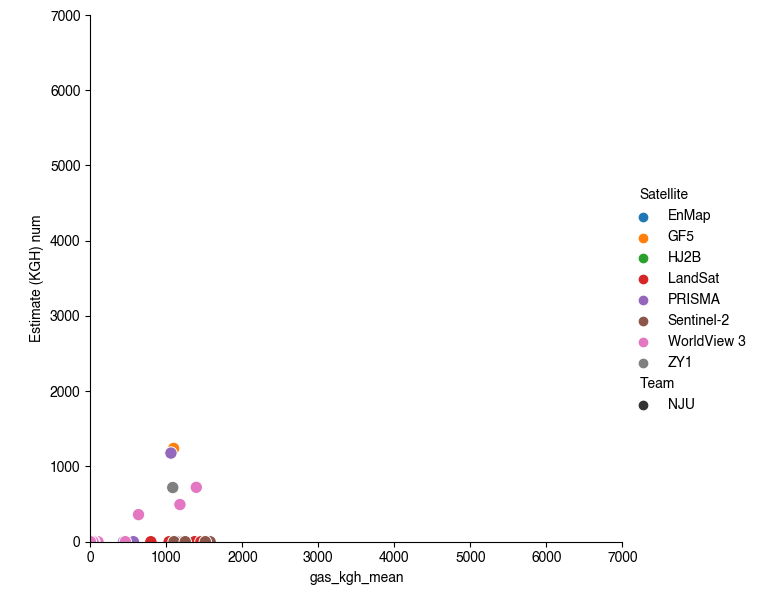 7000
6000
5000
4000
3000
2000
1000
0
Estimate (KGH) num
0 1000 2000 3000 4000 5000 6000 7000
gas_kgh_mean
Satellite
EnMap
GF5
HJ2B
LandSat
PRISMA
Sentinel-2
WorldView 3
ZY1
Team
NJU